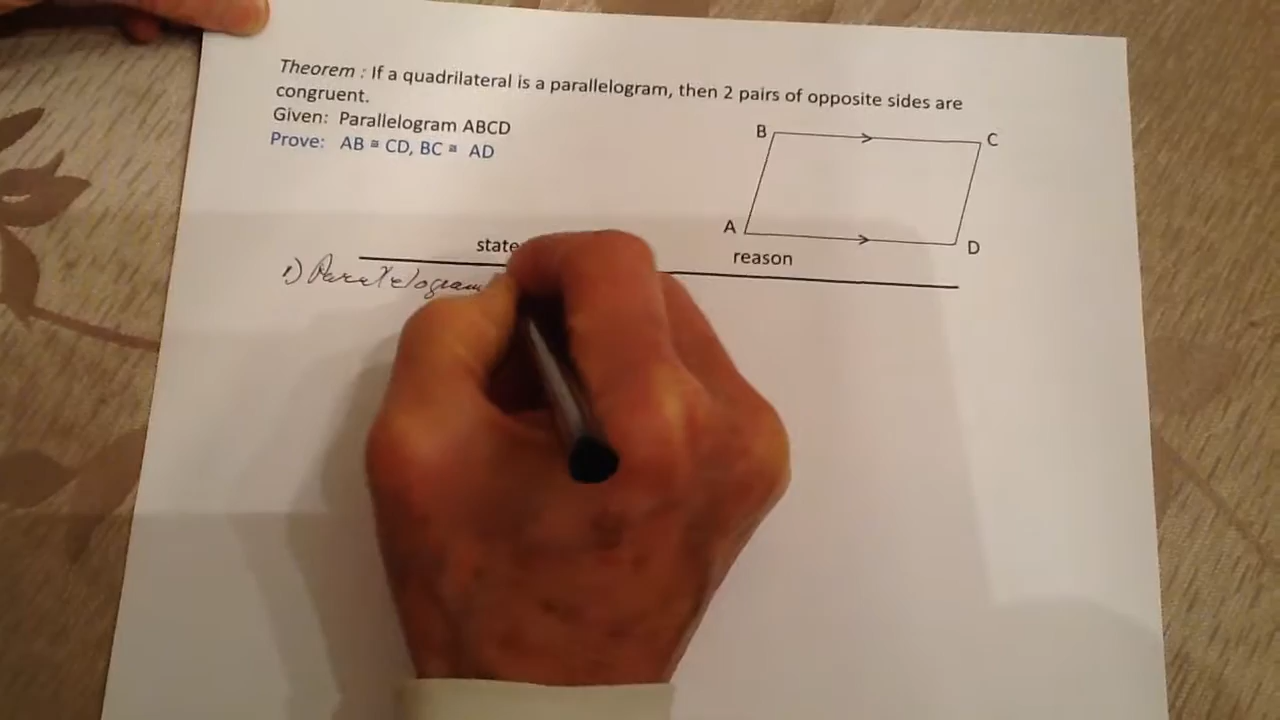 Theorem : If a quadrilateral is a parallelogram, then 2 pairs of opposite sides are
congruent.
Given: Parallelogram ABCD
Prove: AB ≅ CD, BC ≅ AD
B
C
A
D
state
reason
1) Parallelogram